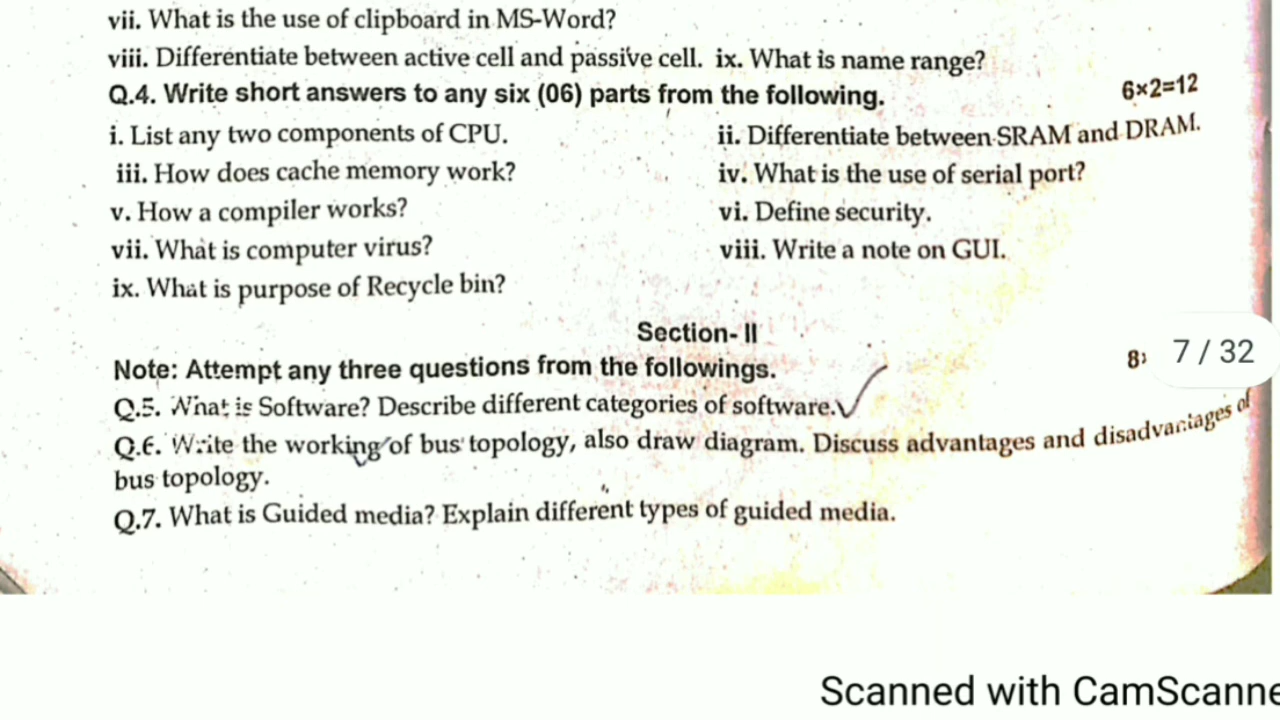 vii. What is the use of clipboard in MS-Word?
viii. Differentiate between active cell and passive cell. ix. What is name range?
Q.4. Write short answers to any six (06) parts from the following. 6×2=12
i. List any two components of CPU. ii. Differentiate between SRAM and DRAM.
iii. How does cache memory work? iv. What is the use of serial port?
v. How a compiler works? vi. Define security.
vii. What is computer virus? viii. Write a note on GUI.
ix. What is purpose of Recycle bin?
Section- II
Note: Attempt any three questions from the followings. 8 7 / 32
Q.5. What is Software? Describe different categories of software.
Q.6. Write the working of bus topology, also draw diagram. Discuss advantages and disadvantages of
bus topology.
Q.7. What is Guided media? Explain different types of guided media.
Scanned with CamScanne